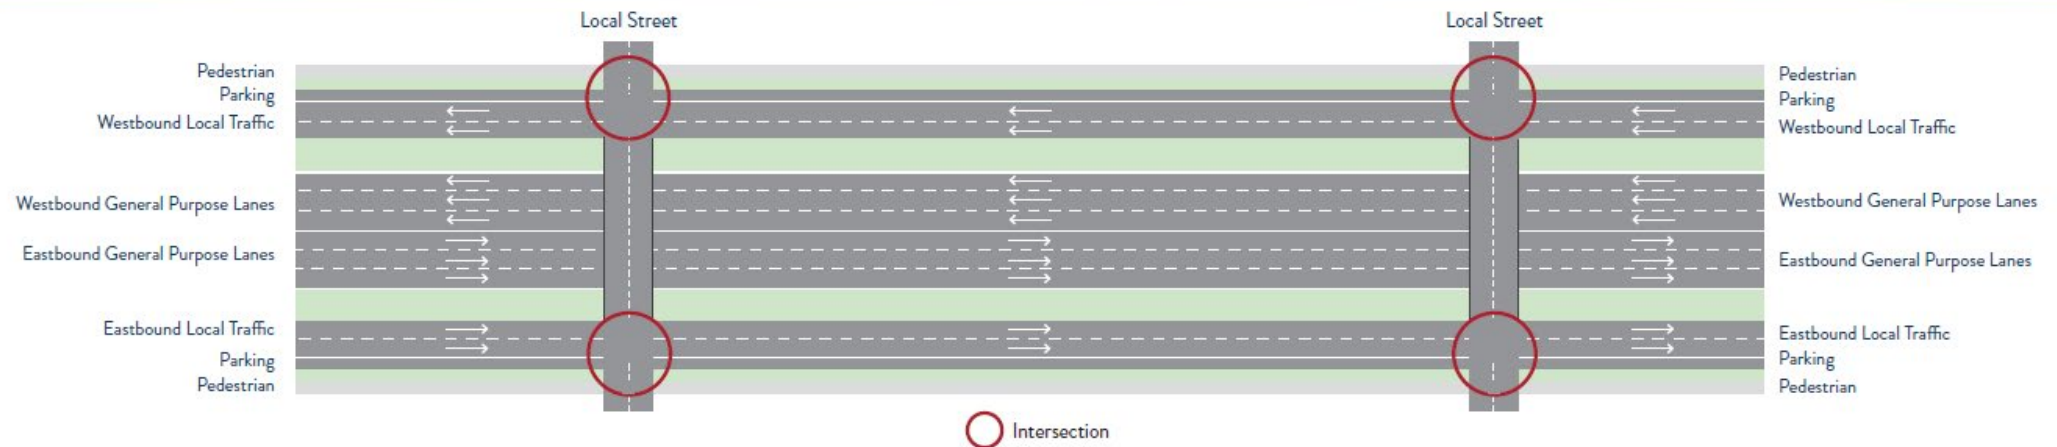 Local Street
Local Street
Pedestrian
Parking
Westbound Local Traffic
Westbound General Purpose Lanes
Eastbound General Purpose Lanes
Eastbound Local Traffic
Parking
Pedestrian
Pedestrian
Parking
Westbound Local Traffic
Westbound General Purpose Lanes
Eastbound General Purpose Lanes
Eastbound Local Traffic
Parking
Pedestrian
Intersection